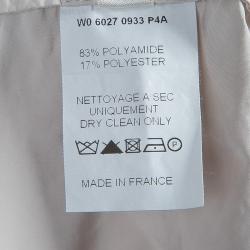 W0 6027 0933 P4A
83% POLYAMIDE
17% POLYESTER
NETTOYAGE A SEC
UNIQUEMENT
DRY CLEAN ONLY
P
MADE IN FRANCE